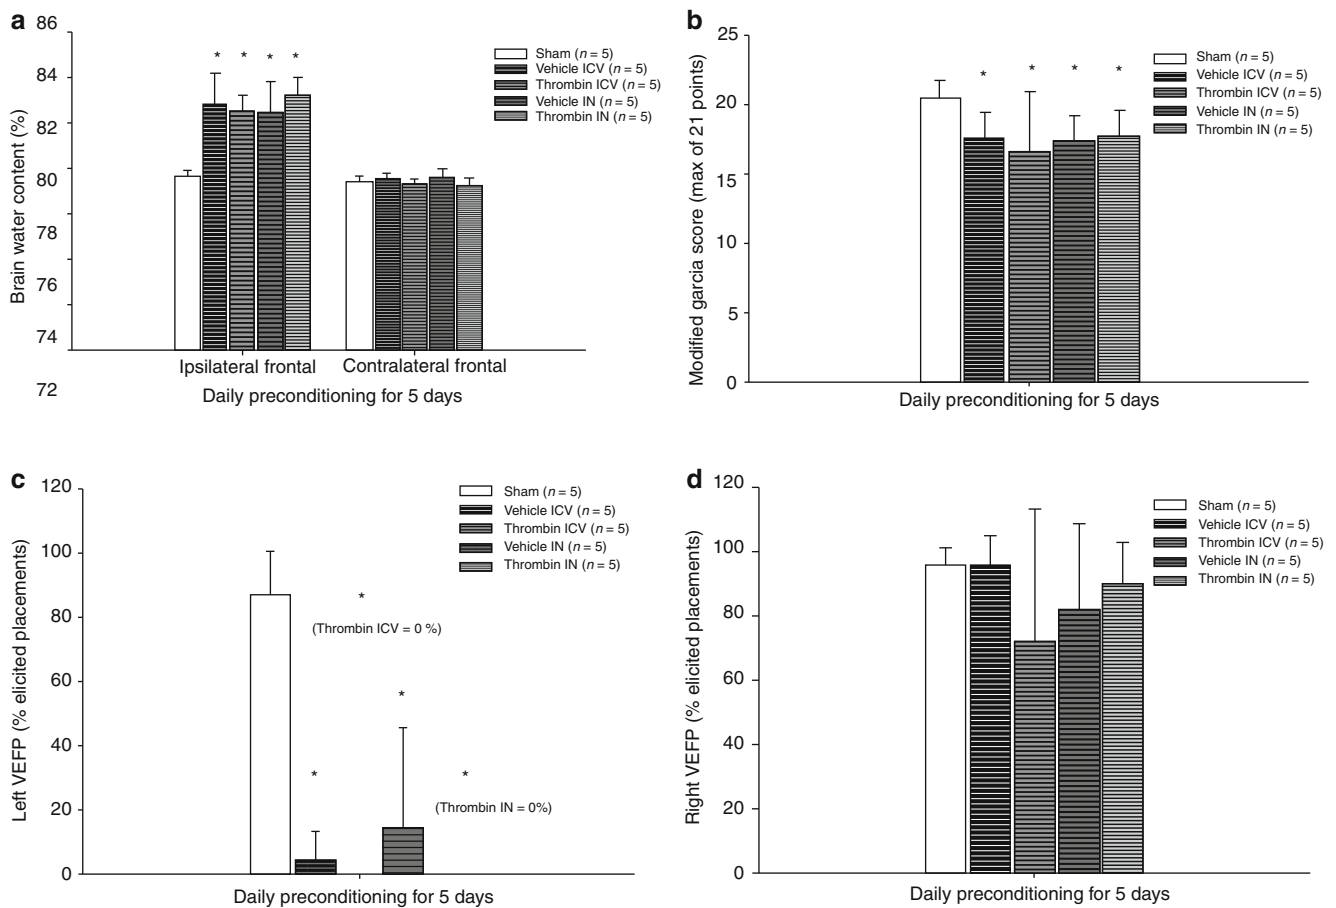 a
86
84
82
80
78
76
74
72
Brain water content (%)
* * * *
Sham (n = 5)
Vehicle ICV (n = 5)
Thrombin ICV (n = 5)
Vehicle IN (n = 5)
Thrombin IN (n = 5)
Ipsilateral frontal Contralateral frontal
Daily preconditioning for 5 days
b
25
20
15
10
5
0
Modified garcia score (max of 21 points)
* * * *
Sham (n = 5)
Vehicle ICV (n = 5)
Thrombin ICV (n = 5)
Vehicle IN (n = 5)
Thrombin IN (n = 5)
Daily preconditioning for 5 days
c
120
100
80
60
40
20
0
Left VEFP (% elicited placements)
Sham (n = 5)
Vehicle ICV (n = 5)
Thrombin ICV (n = 5)
Vehicle IN (n = 5)
Thrombin IN (n = 5)
*
(Thrombin ICV = 0 %)
*
* *
(Thrombin IN = 0%)
Daily preconditioning for 5 days
d
120
100
80
60
40
20
0
Right VEFP (% elicited placements)
Sham (n = 5)
Vehicle ICV (n = 5)
Thrombin ICV (n = 5)
Vehicle IN (n = 5)
Thrombin IN (n = 5)
Daily preconditioning for 5 days